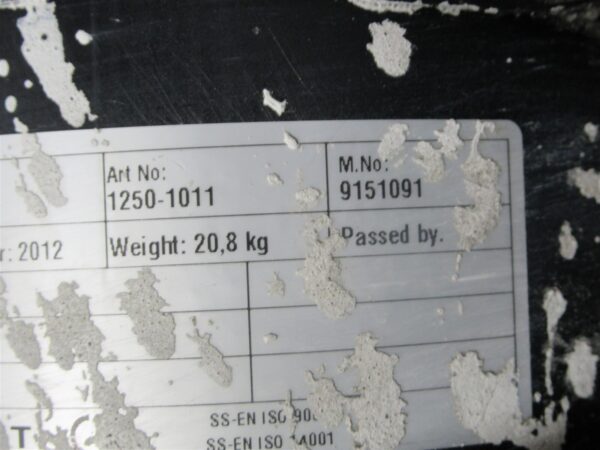 Art No:
1250-1011
M.No:
9151091
r: 2012
Weight: 20,8 kg
Passed by.
T
SS-EN ISO
SS-EN ISO 14001